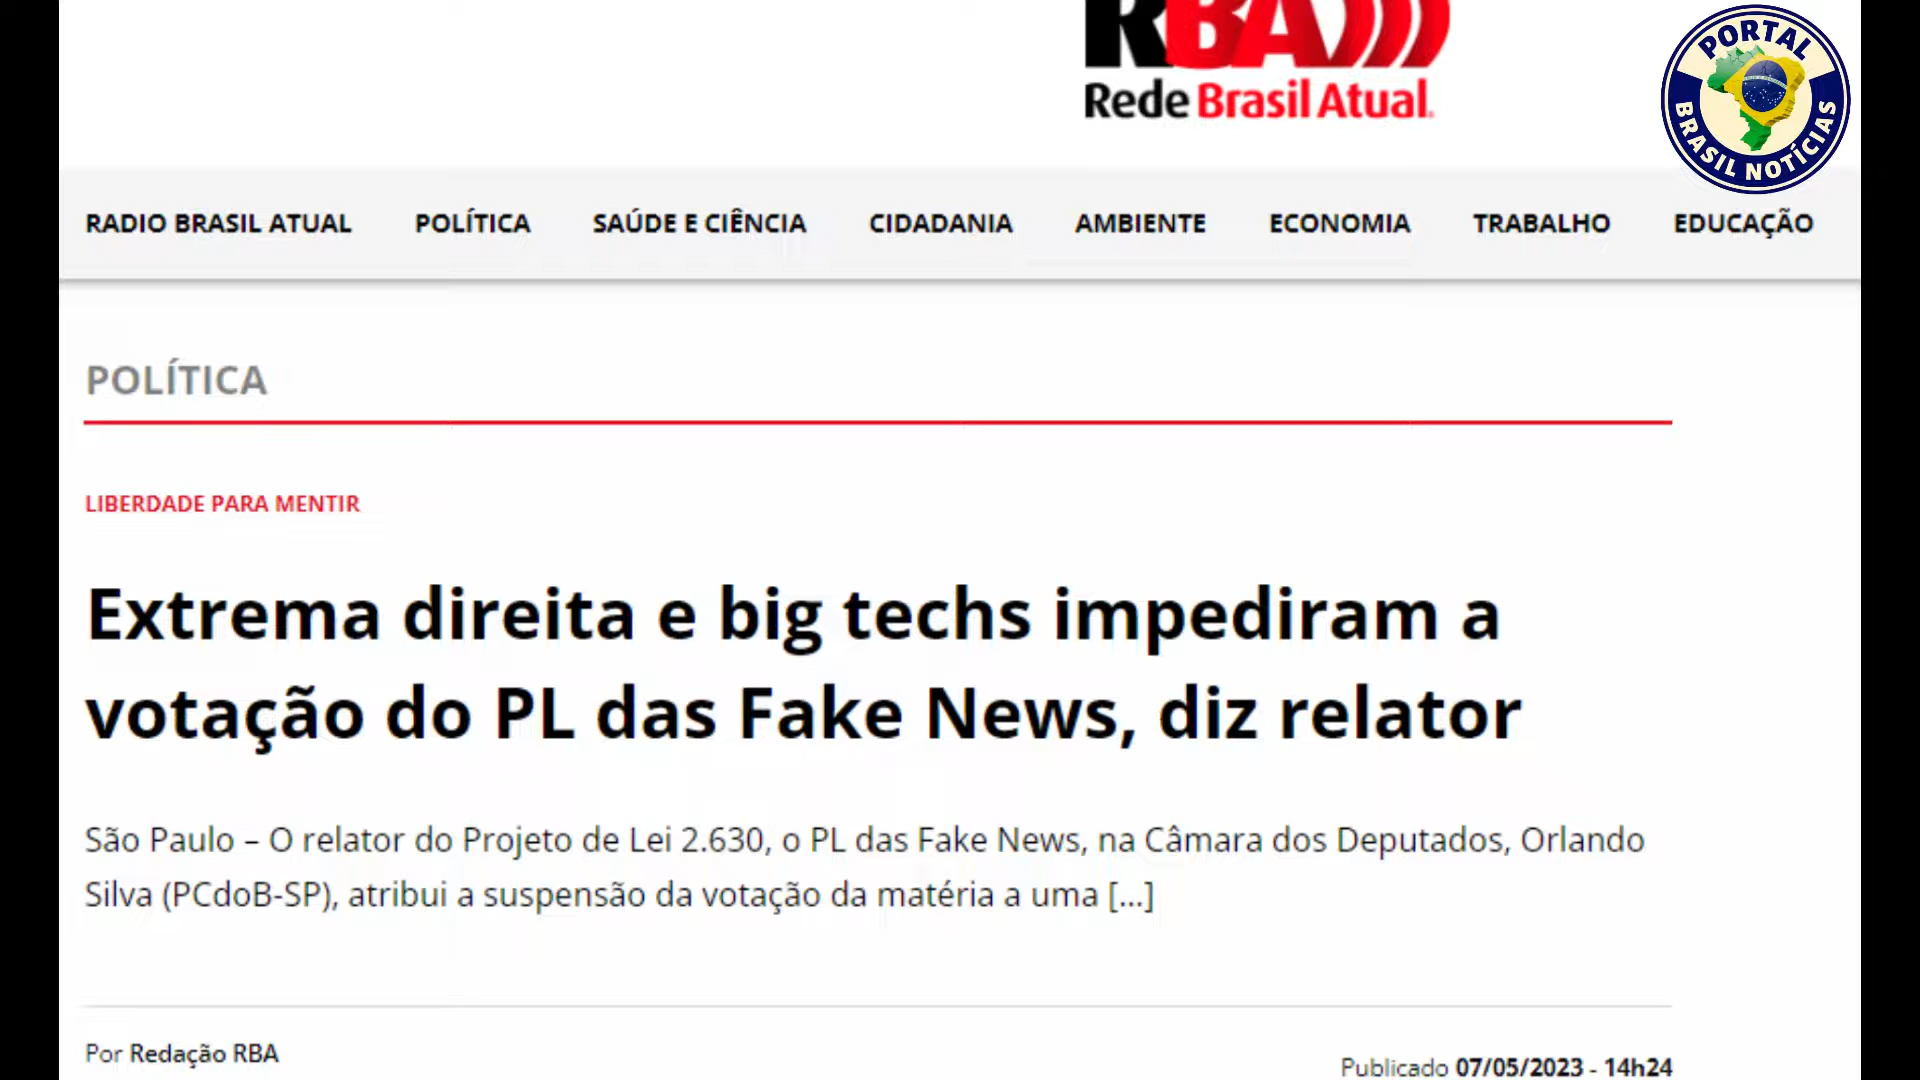 RBA
Rede Brasil Atual
PORTAL
BRASIL NOTÍCIAS
RADIO BRASIL ATUAL POLÍTICA SAÚDE E CIÊNCIA CIDADANIA AMBIENTE ECONOMIA TRABALHO EDUCAÇÃO
POLÍTICA
LIBERDADE PARA MENTIR
Extrema direita e big techs impediram a
votação do PL das Fake News, diz relator
São Paulo – O relator do Projeto de Lei 2.630, o PL das Fake News, na Câmara dos Deputados, Orlando
Silva (PCdoB-SP), atribui a suspensão da votação da matéria a uma [...]
Por Redação RBA
Publicado 07/05/2023 - 14h24